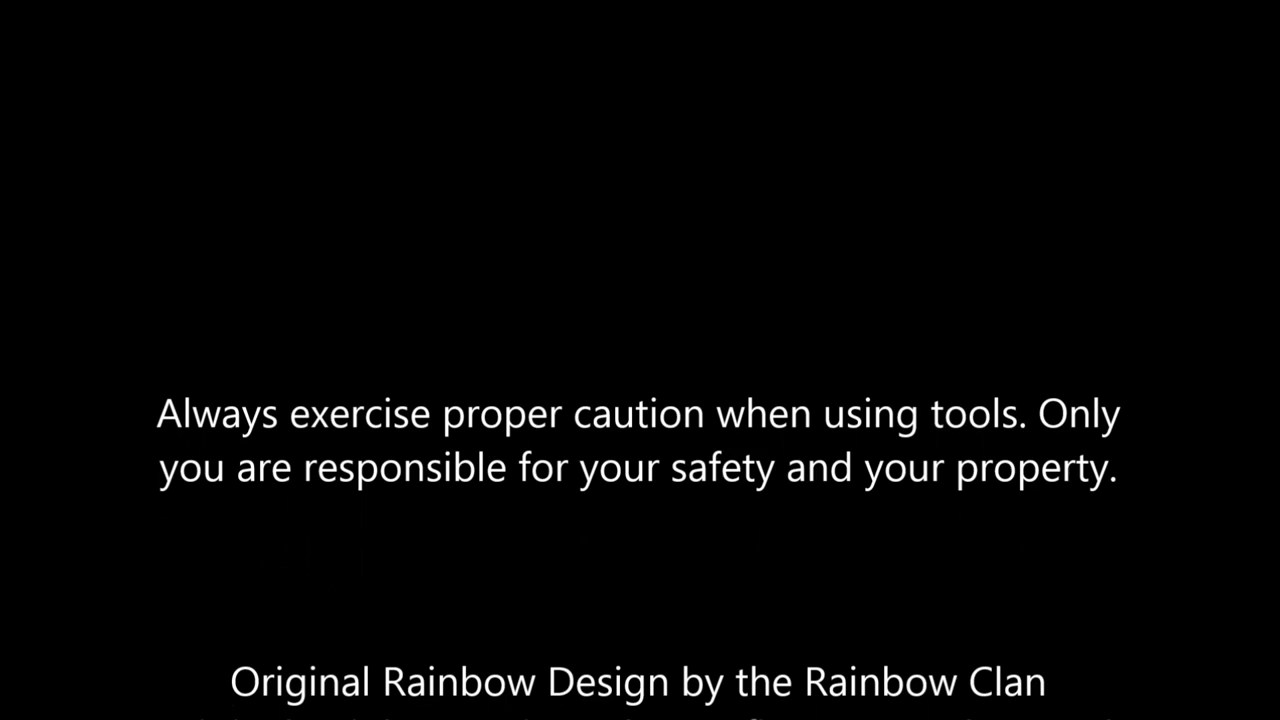 Always exercise proper caution when using tools. Only
you are responsible for your safety and your property.
Original Rainbow Design by the Rainbow Clan